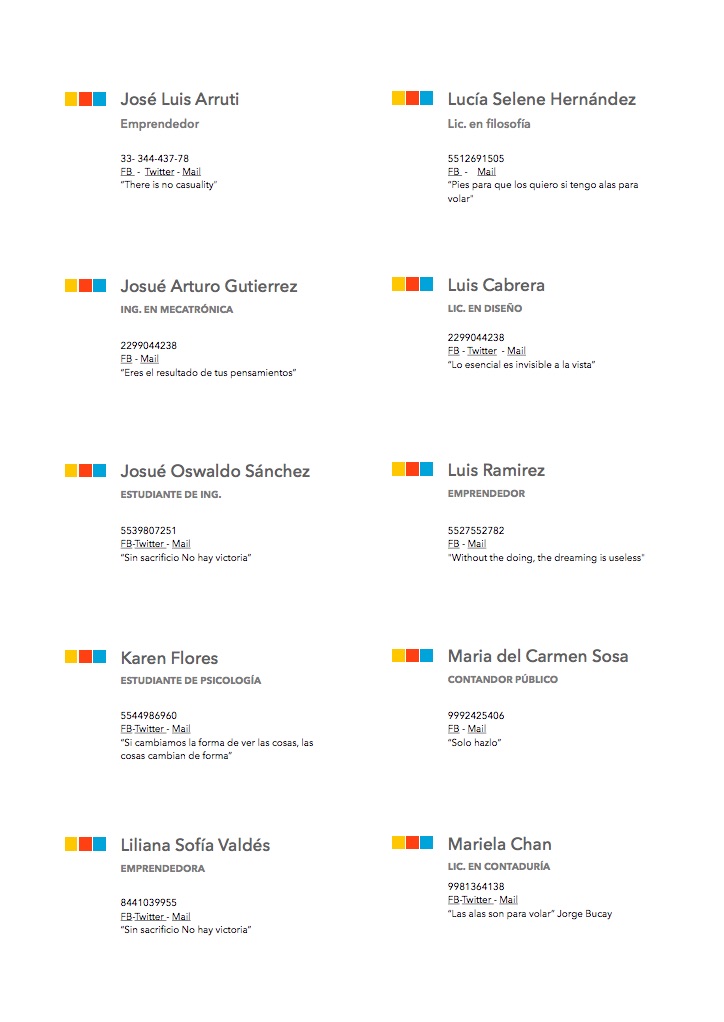 José Luis Arruti
Emprendedor
33- 344-437-78
FB - Twitter - Mail
“There is no casuality”
Josué Arturo Gutierrez
ING. EN MECATRÓNICA
2299044238
FB - Mail
“Eres el resultado de tus pensamientos”
Josué Oswaldo Sánchez
ESTUDIANTE DE ING.
5539807251
FB-Twitter - Mail
“Sin sacrificio No hay victoria”
Karen Flores
ESTUDIANTE DE PSICOLOGÍA
5544986960
FB-Twitter - Mail
“Si cambiamos la forma de ver las cosas, las
cosas cambian de forma”
Liliana Sofía Valdés
EMPRENDEDORA
8441039955
FB-Twitter - Mail
“Sin sacrificio No hay victoria”
Lucía Selene Hernández
Lic. en filosofía
5512691505
FB - Mail
“Pies para que los quiero si tengo alas para
volar"
Luis Cabrera
LIC. EN DISEÑO
2299044238
FB - Twitter - Mail
“Lo esencial es invisible a la vista”
Luis Ramirez
EMPRENDEDOR
5527552782
FB - Mail
"Without the doing, the dreaming is useless"
Maria del Carmen Sosa
CONTANDOR PÚBLICO
9992425406
FB - Mail
“Solo hazlo”
Mariela Chan
LIC. EN CONTADURÍA
9981364138
FB-Twitter - Mail
“Las alas son para volar” Jorge Bucay